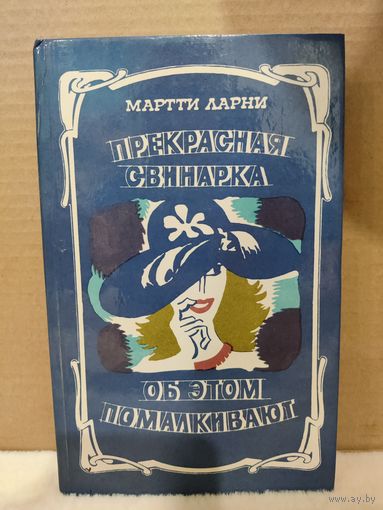 МАРТТИ ЛАРНИ
ПРЕКРАСНАЯ
СВИНАРКА
ОБ ЭТОМ
ПОМАЛКИВАЮТ
www.ay.by